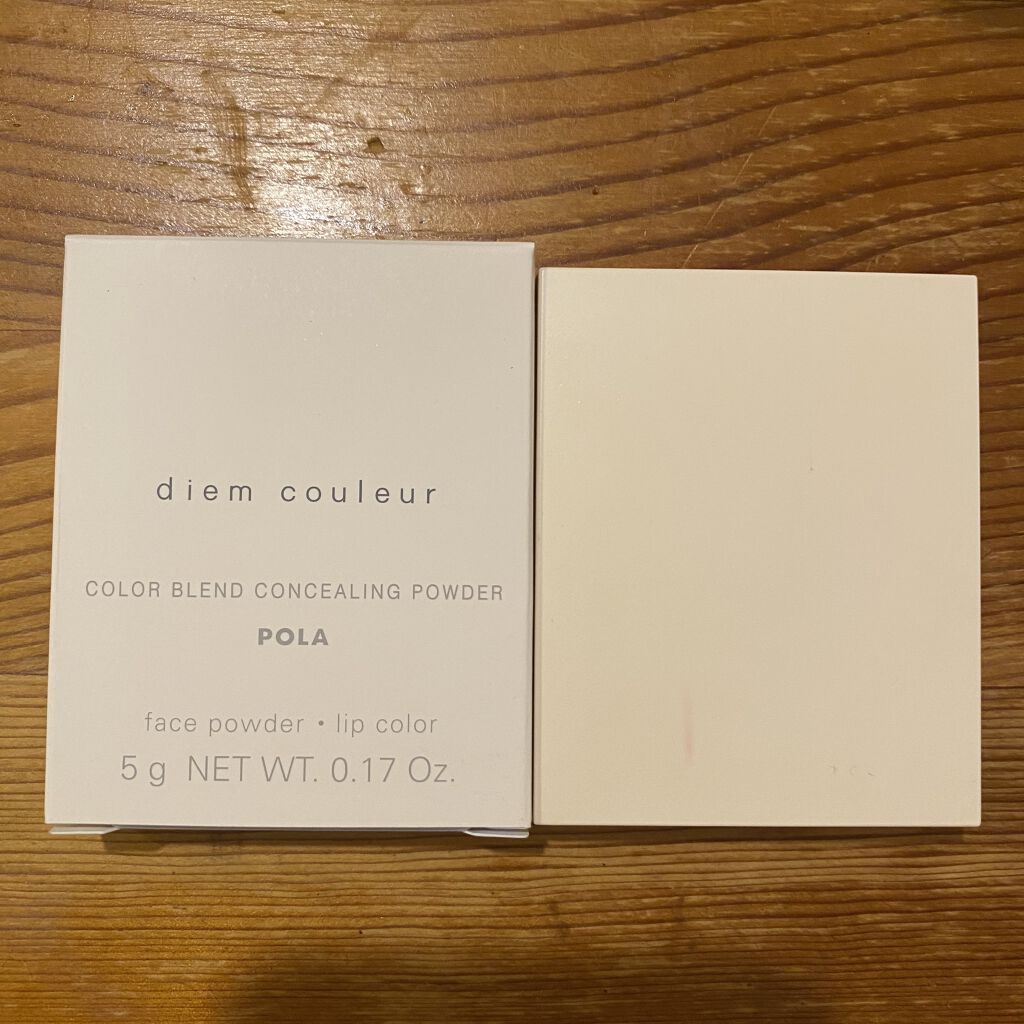 diem couleur
COLOR BLEND CONCEALING POWDER
POLA
face powder • lip color
5 g NET WT. 0.17 Oz.